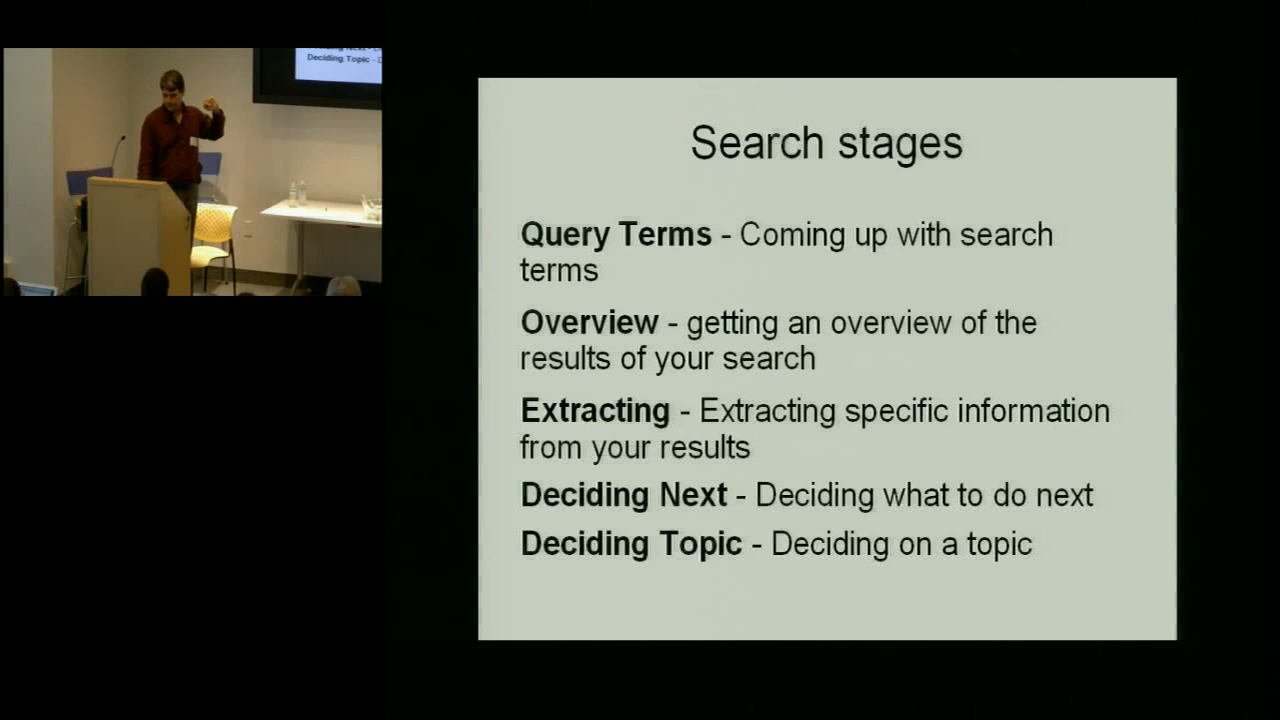 Deciding Topic -
Search stages
Query Terms - Coming up with search
terms
Overview - getting an overview of the
results of your search
Extracting - Extracting specific information
from your results
Deciding Next - Deciding what to do next
Deciding Topic - Deciding on a topic